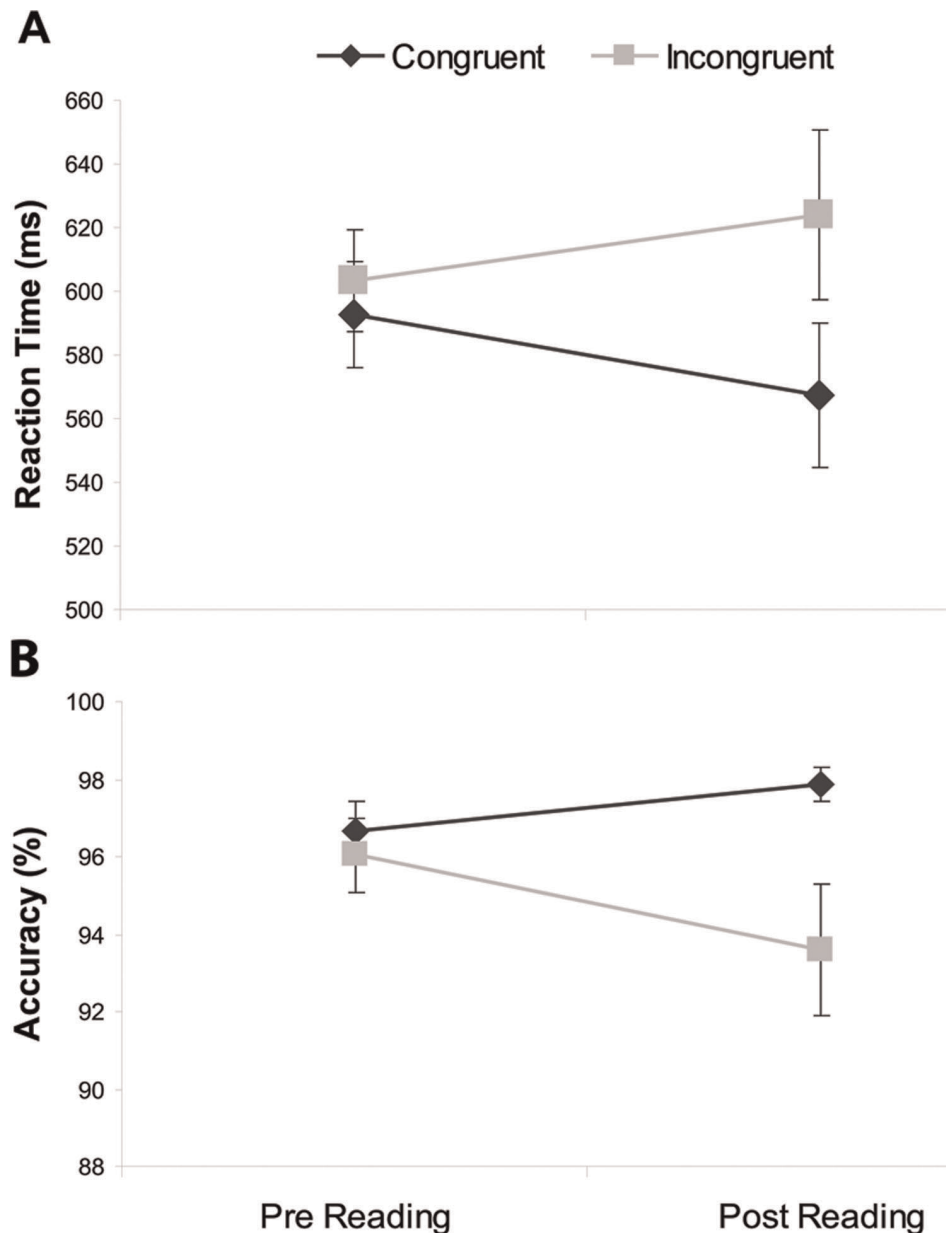 A
Congruent Incongruent
Reaction Time (ms)
660
640
620
600
580
560
540
520
500
B
Accuracy (%)
100
98
96
94
92
90
88
Pre Reading Post Reading